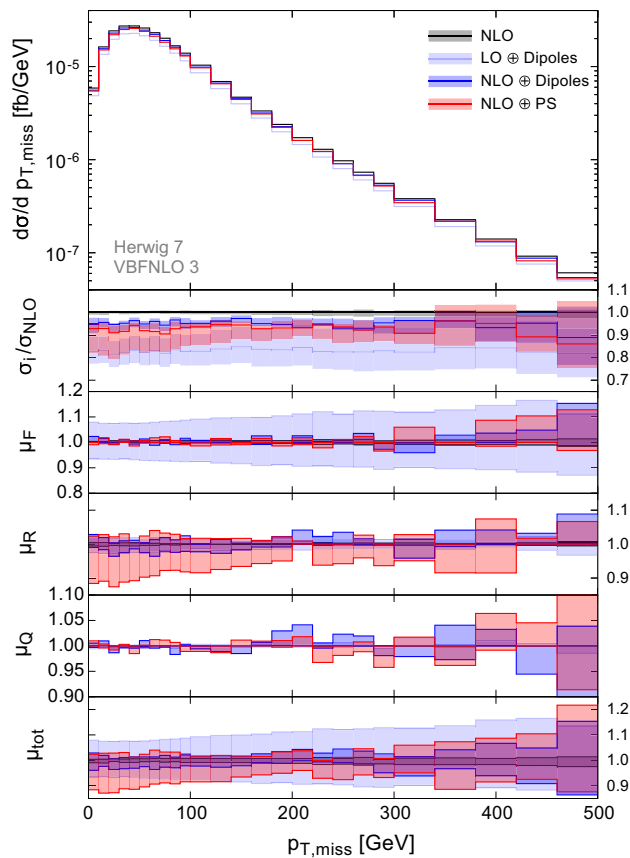 NLO
LO ⊕ Dipoles
NLO ⊕ Dipoles
NLO ⊕ PS
dσ/d p_T,miss [fb/GeV]
10⁻⁵
10⁻⁶
10⁻⁷
Herwig 7
VBFNLO 3
σ_i/σ_NLO
1.1
1.0
0.9
0.8
0.7
μ_F
1.2
1.1
1.0
0.9
0.8
μ_R
1.1
1.0
0.9
μ_Q
1.10
1.05
1.00
0.95
0.90
μ_tot
1.2
1.1
1.0
0.9
0 100 200 300 400 500
p_T,miss [GeV]